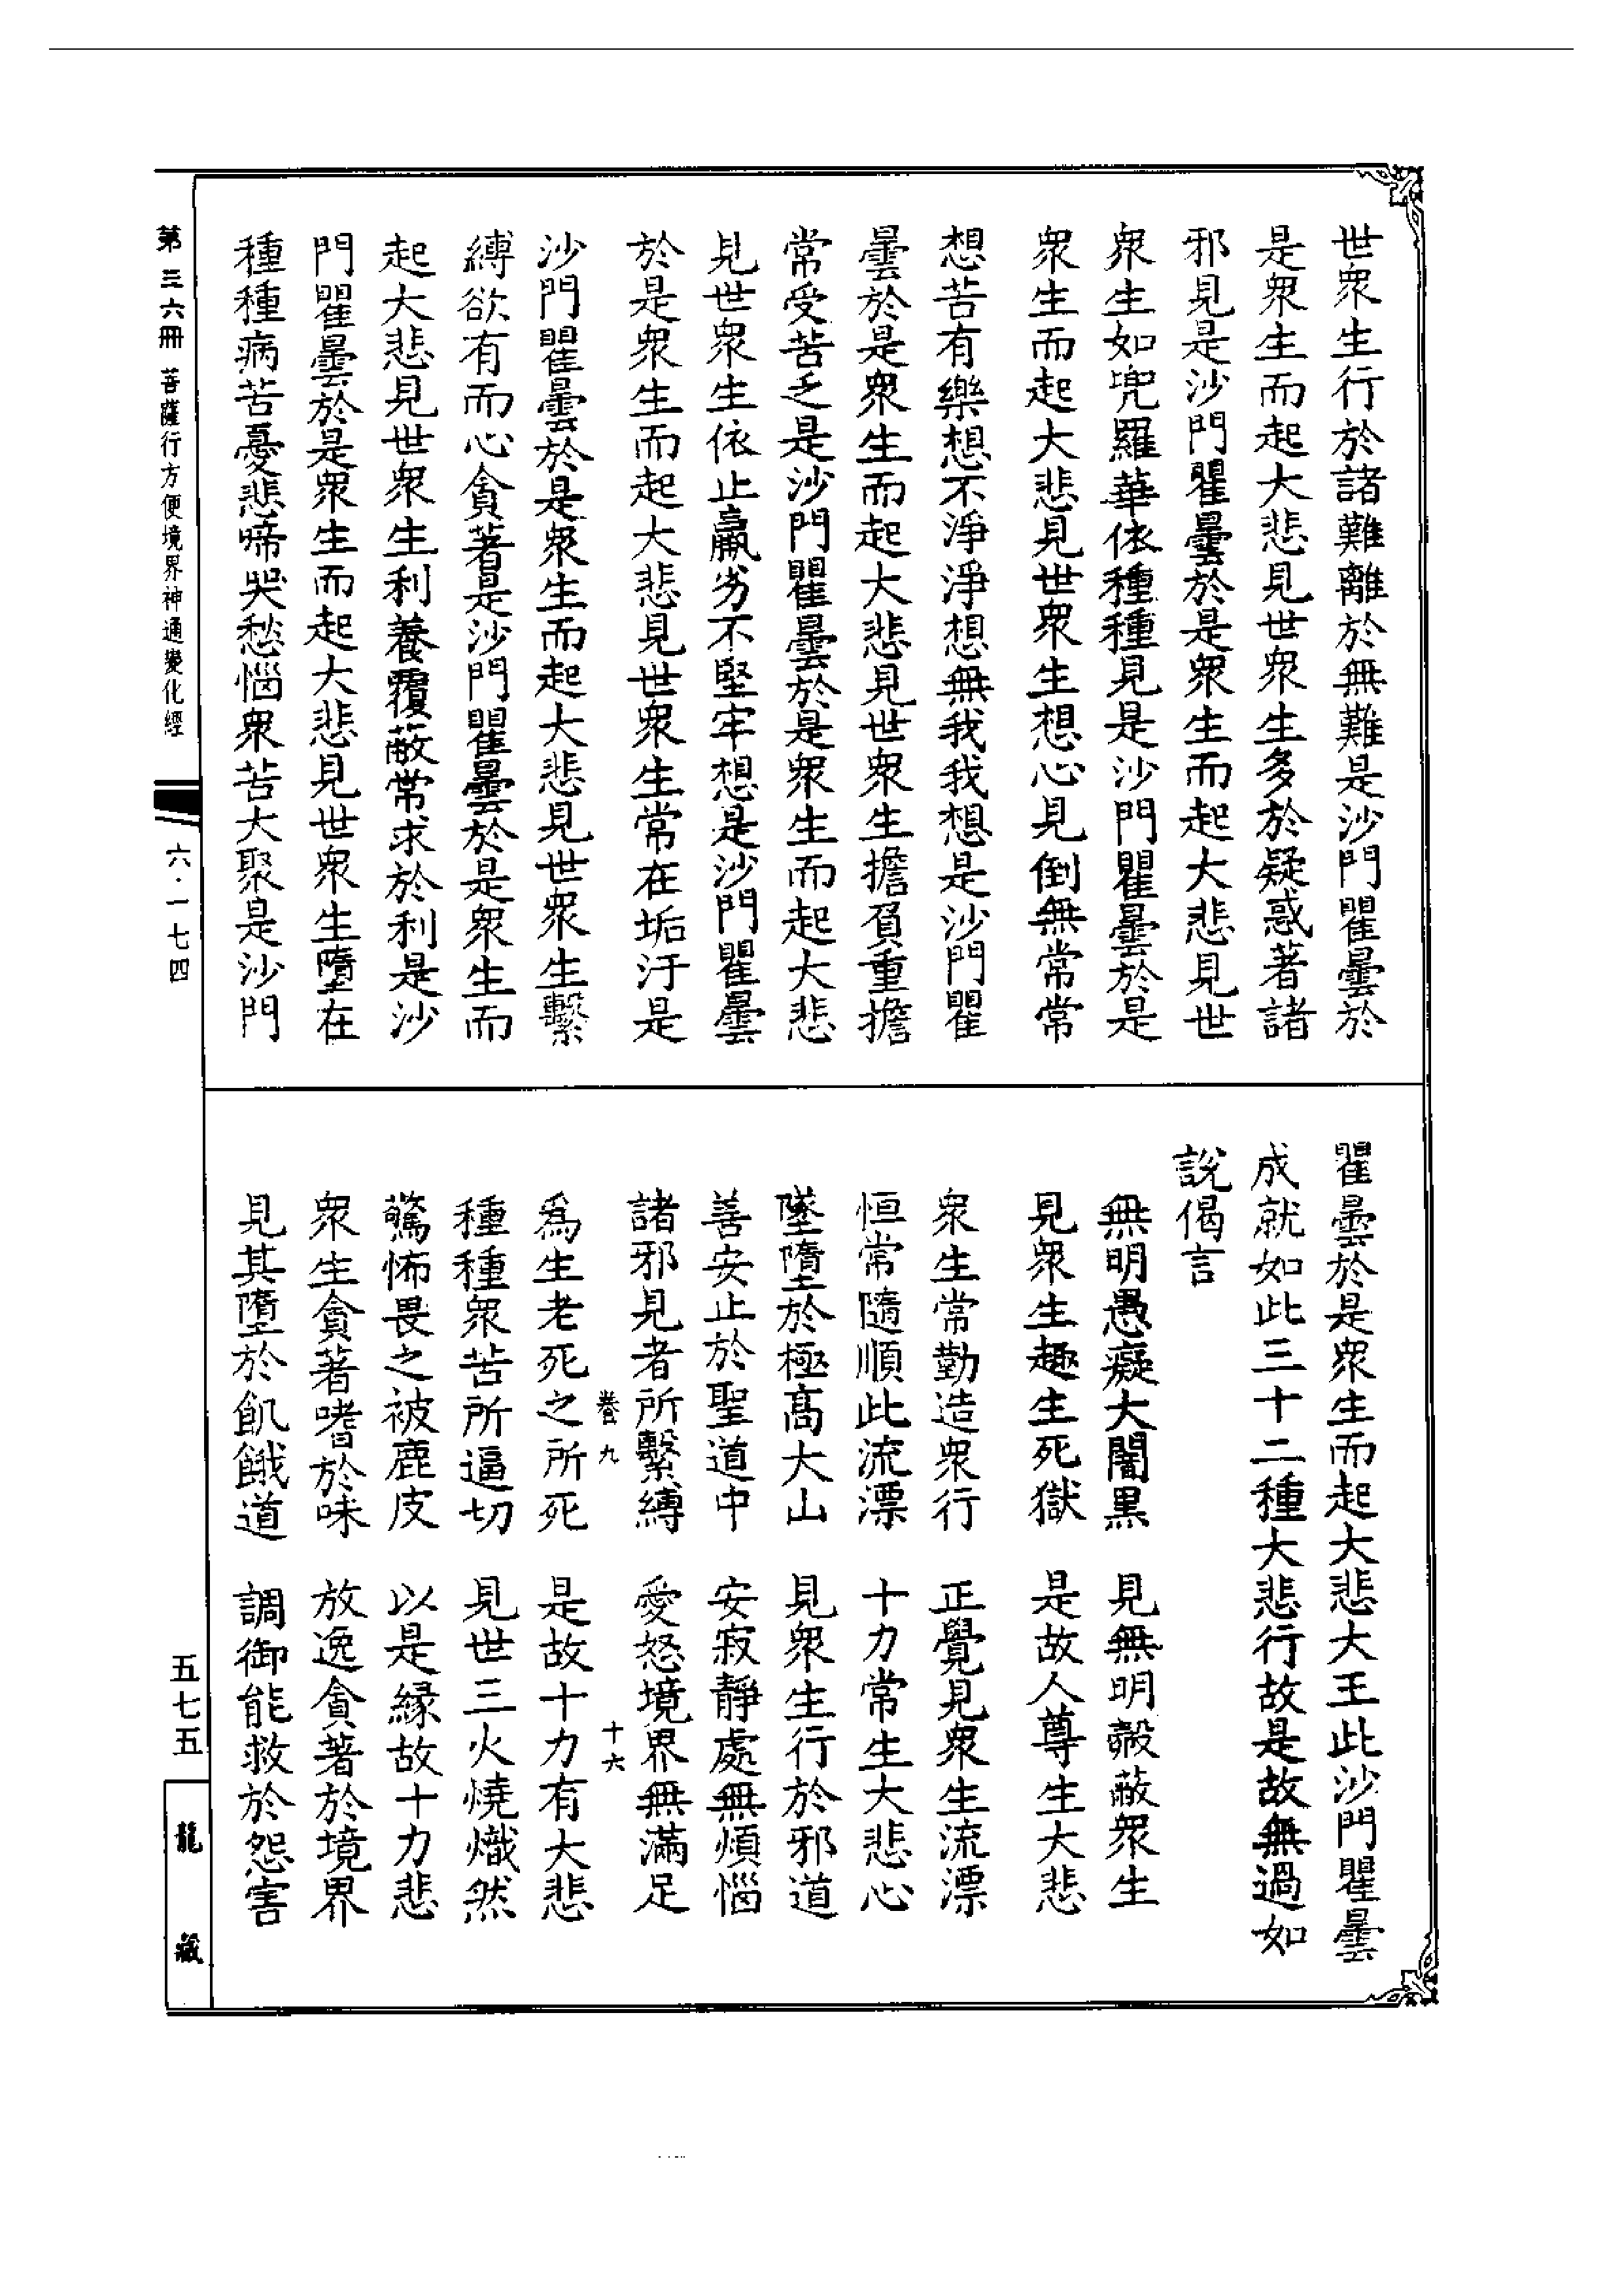 世衆生行於諸難離於無難是沙門瞿曇於
是衆生而起大悲見世衆生多於疑惑著諸
邪見是沙門瞿曇於是衆生而起大悲見世
衆生如兜羅華依種種見是沙門瞿曇於是
衆生而起大悲見世衆生想心見倒無常常
想苦有樂想不淨淨想無我我想是沙門瞿
曇於是衆生而起大悲見世衆生擔負重擔
常受苦乏是沙門瞿曇於是衆生而起大悲
見世衆生依止羸劣不堅牢想是沙門瞿曇
於是衆生而起大悲見世衆生常在垢汙是
沙門瞿曇於是衆生而起大悲見世衆生繫
縛欲有而心貪著是沙門瞿曇於是衆生而
起大悲見世衆生利養覆蔽常求於利是沙
門瞿曇於是衆生而起大悲見世衆生墮在
種種病苦憂悲啼哭愁惱衆苦大聚是沙門
瞿曇於是衆生而起大悲大王此沙門瞿曇
成就如此三十二種大悲行故是故無過如
說偈言
無明愚癡大闇黑 見無明㲉蔽衆生
見衆生趣生死獄 是故人尊生大悲
衆生常勤造衆行 正覺見衆生流漂
恒常隨順此流漂 十力常生大悲心
墜墮於極高大山 見衆生行於邪道
善安止於聖道中 安寂靜處無煩惱
諸邪見者所繫縛 愛怒境界無滿足
卷九 十六
為生老死之所死 是故十力有大悲
種種衆苦所逼切 見世三火燒熾然
驚怖畏之被鹿皮 以是緣故十力悲
衆生貪著嗜於味 放逸貪著於境界
見其墮於飢餓道 調御能救於怨害
第三六冊 菩薩行方便境界神通變化經
六·一七四
五七五
龍藏